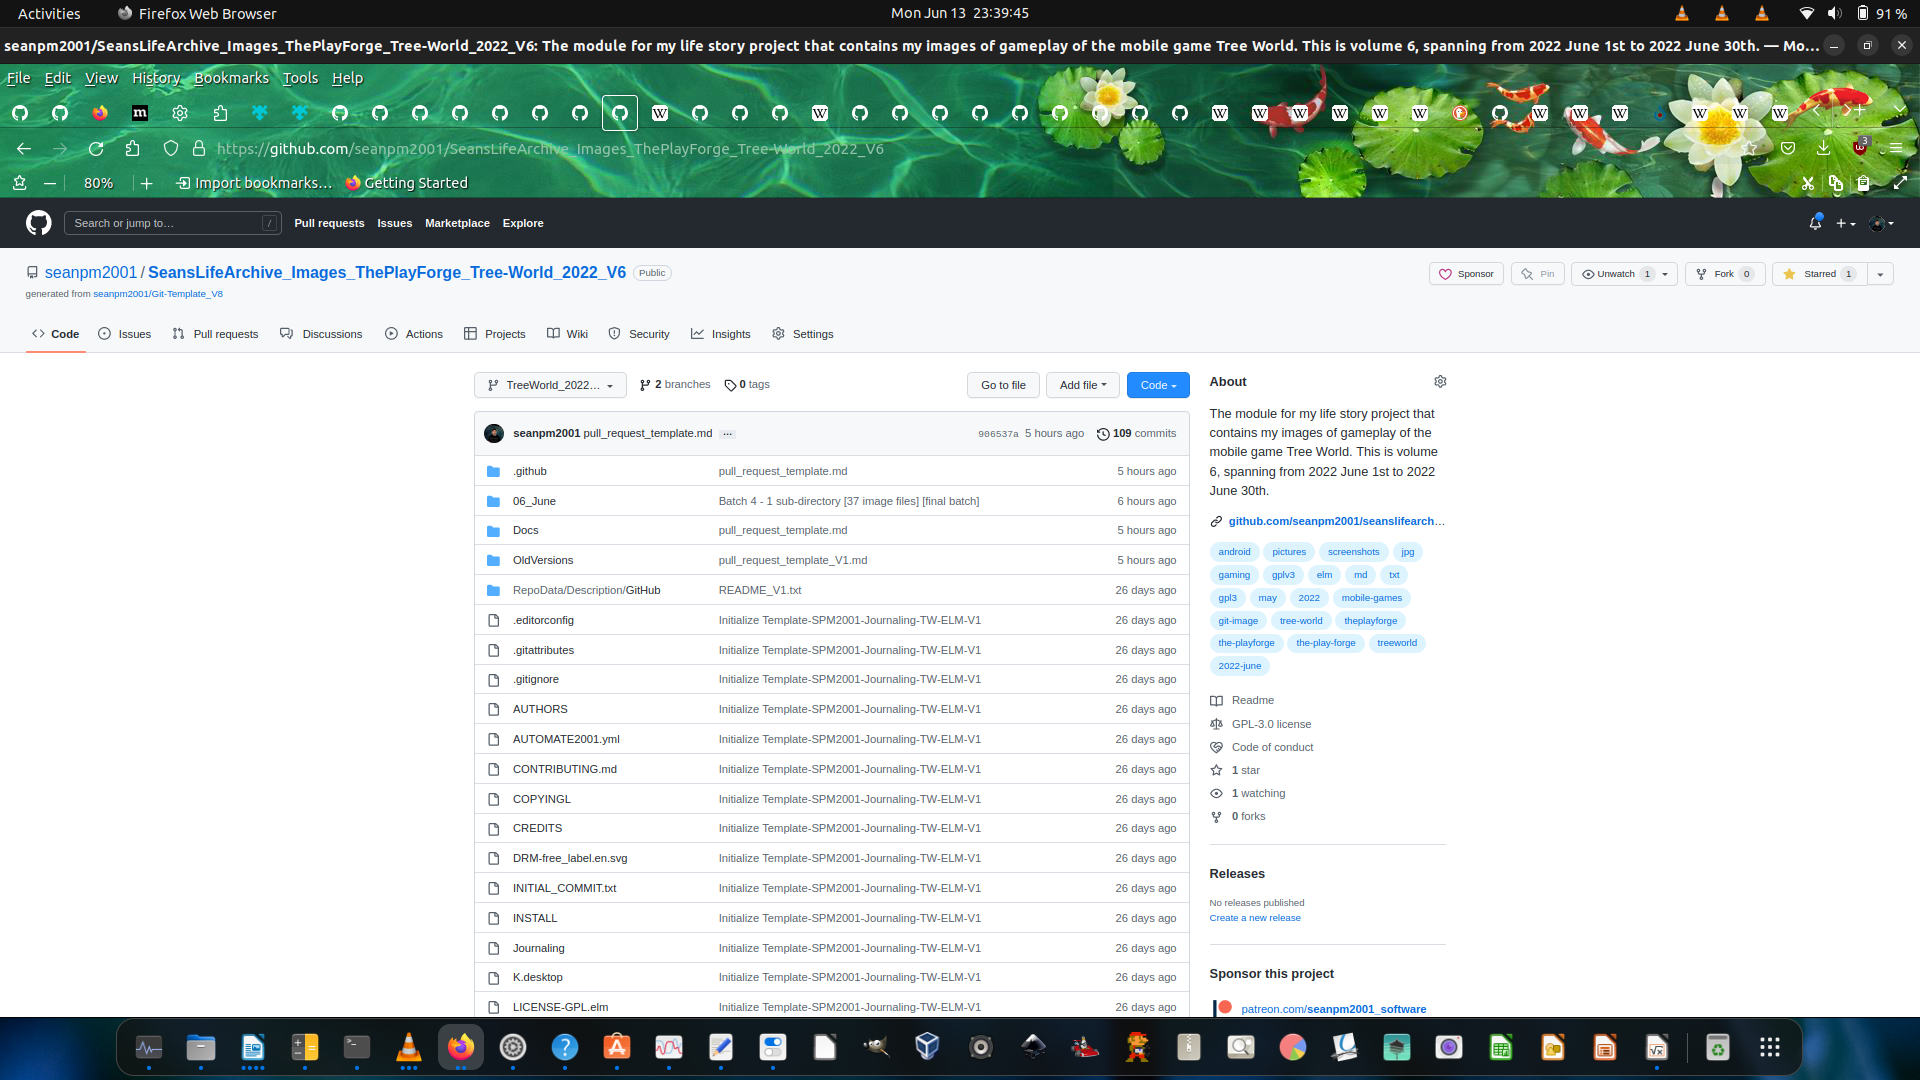 Activities
Firefox Web Browser
Mon Jun 13 23:39:45
91 %
seanpm2001/SeansLifeArchive_Images_ThePlayForge_Tree-World_2022_V6: The module for my life story project that contains my images of gameplay of the mobile game Tree World. This is volume 6, spanning from 2022 June 1st to 2022 June 30th. — Mo…
File Edit View History Bookmarks Tools Help
https://github.com/seanpm2001/SeansLifeArchive_Images_ThePlayForge_Tree-World_2022_V6
3
80%
Import bookmarks…
Getting Started
Search or jump to…
/
Pull requests Issues Marketplace Explore
seanpm2001 / SeansLifeArchive_Images_ThePlayForge_Tree-World_2022_V6 Public
Sponsor
Pin
Unwatch 1
Fork 0
Starred 1
generated from seanpm2001/Git-Template_V8
Code Issues Pull requests Discussions Actions Projects Wiki Security Insights Settings
TreeWorld_2022…
2 branches
0 tags
Go to file
Add file
Code
seanpm2001 pull_request_template.md ...
906537a 5 hours ago 109 commits
.github pull_request_template.md 5 hours ago
06_June Batch 4 - 1 sub-directory [37 image files] [final batch] 6 hours ago
Docs pull_request_template.md 5 hours ago
OldVersions pull_request_template_V1.md 5 hours ago
RepoData/Description/GitHub README_V1.txt 26 days ago
.editorconfig Initialize Template-SPM2001-Journaling-TW-ELM-V1 26 days ago
.gitattributes Initialize Template-SPM2001-Journaling-TW-ELM-V1 26 days ago
.gitignore Initialize Template-SPM2001-Journaling-TW-ELM-V1 26 days ago
AUTHORS Initialize Template-SPM2001-Journaling-TW-ELM-V1 26 days ago
AUTOMATE2001.yml Initialize Template-SPM2001-Journaling-TW-ELM-V1 26 days ago
CONTRIBUTING.md Initialize Template-SPM2001-Journaling-TW-ELM-V1 26 days ago
COPYINGL Initialize Template-SPM2001-Journaling-TW-ELM-V1 26 days ago
CREDITS Initialize Template-SPM2001-Journaling-TW-ELM-V1 26 days ago
DRM-free_label.en.svg Initialize Template-SPM2001-Journaling-TW-ELM-V1 26 days ago
INITIAL_COMMIT.txt Initialize Template-SPM2001-Journaling-TW-ELM-V1 26 days ago
INSTALL Initialize Template-SPM2001-Journaling-TW-ELM-V1 26 days ago
Journaling Initialize Template-SPM2001-Journaling-TW-ELM-V1 26 days ago
K.desktop Initialize Template-SPM2001-Journaling-TW-ELM-V1 26 days ago
LICENSE-GPL.elm Initialize Template-SPM2001-Journaling-TW-ELM-V1 26 days ago
About
The module for my life story project that
contains my images of gameplay of the
mobile game Tree World. This is volume
6, spanning from 2022 June 1st to 2022
June 30th.
github.com/seanpm2001/seanslifearch…
android pictures screenshots jpg
gaming gplv3 elm md txt
gpl3 may 2022 mobile-games
git-image tree-world theplayforge
the-playforge the-play-forge treeworld
2022-june
Readme
GPL-3.0 license
Code of conduct
1 star
1 watching
0 forks
Releases
No releases published
Create a new release
Sponsor this project
patreon.com/seanpm2001_software